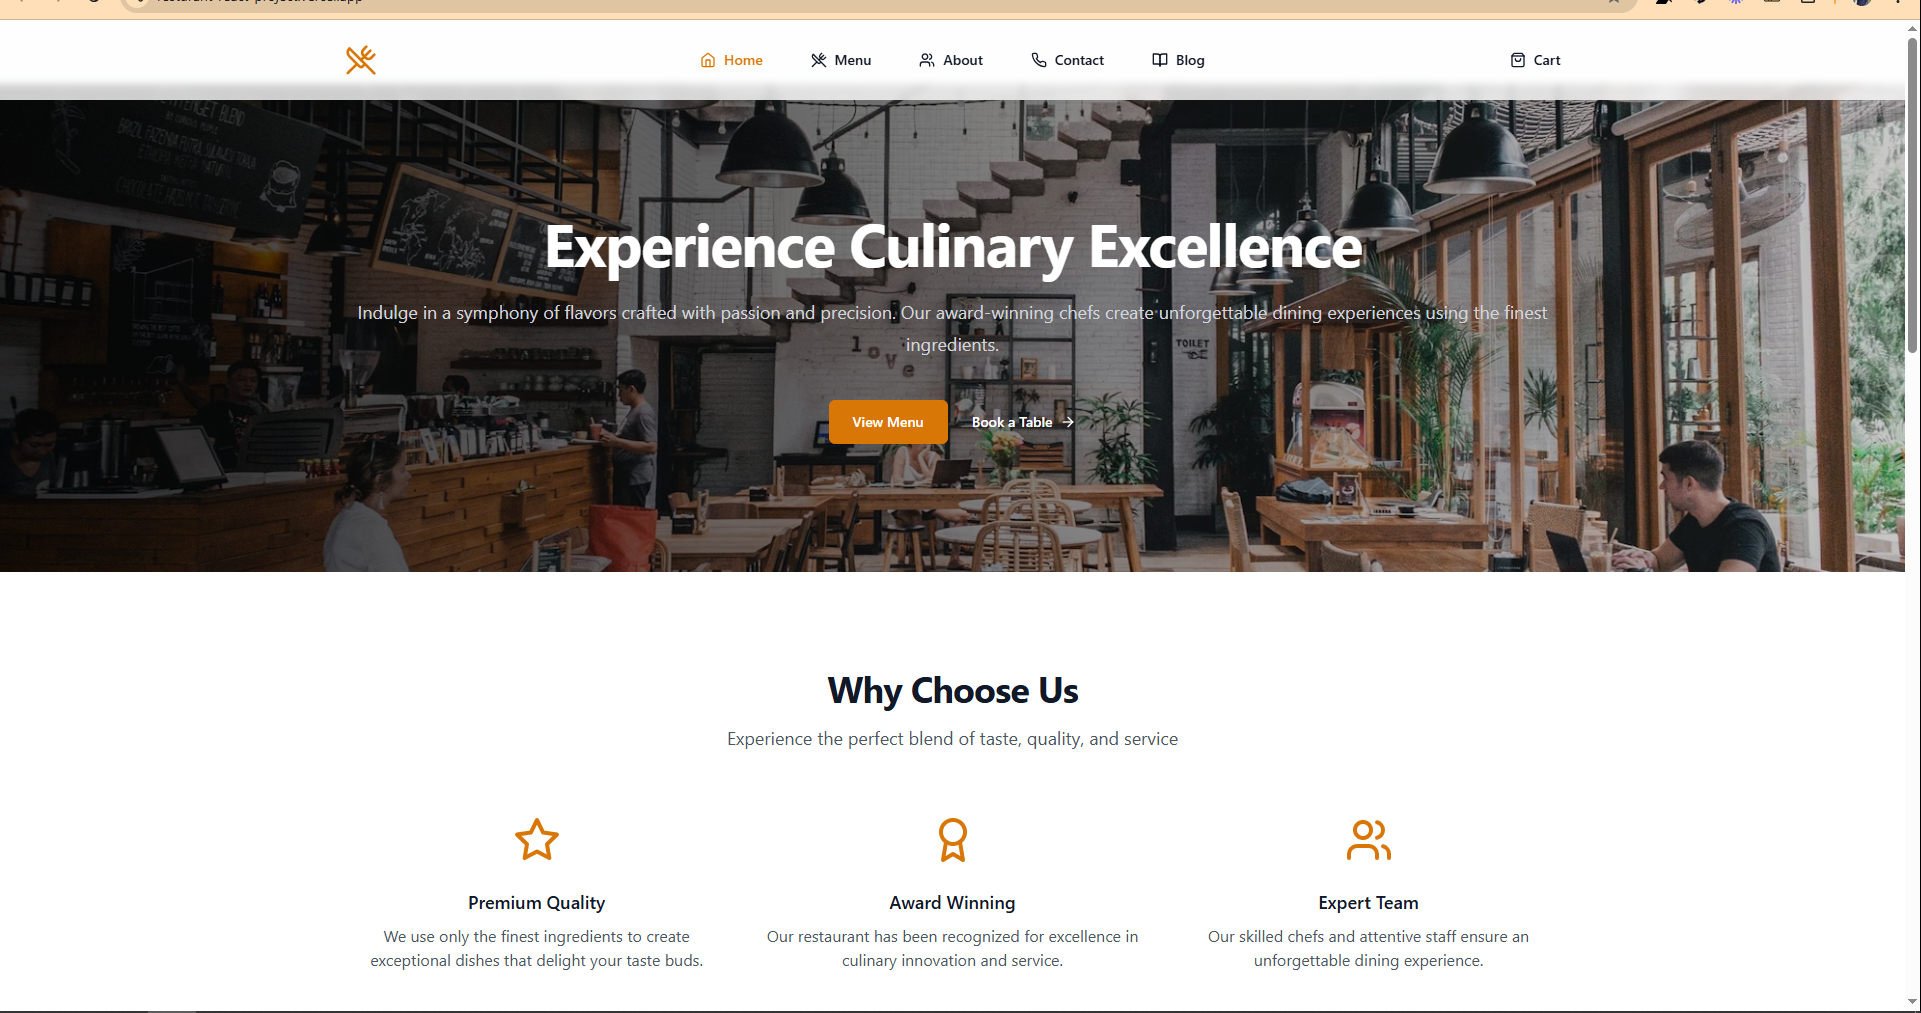 Home
Menu
About
Contact
Blog
Cart
Experience Culinary Excellence
Indulge in a symphony of flavors crafted with passion and precision. Our award-winning chefs create unforgettable dining experiences using the finest
ingredients.
love
TOILET
View Menu
Book a Table
Why Choose Us
Experience the perfect blend of taste, quality, and service
Premium Quality
Award Winning
Expert Team
We use only the finest ingredients to create
exceptional dishes that delight your taste buds.
Our restaurant has been recognized for excellence in
culinary innovation and service.
Our skilled chefs and attentive staff ensure an
unforgettable dining experience.